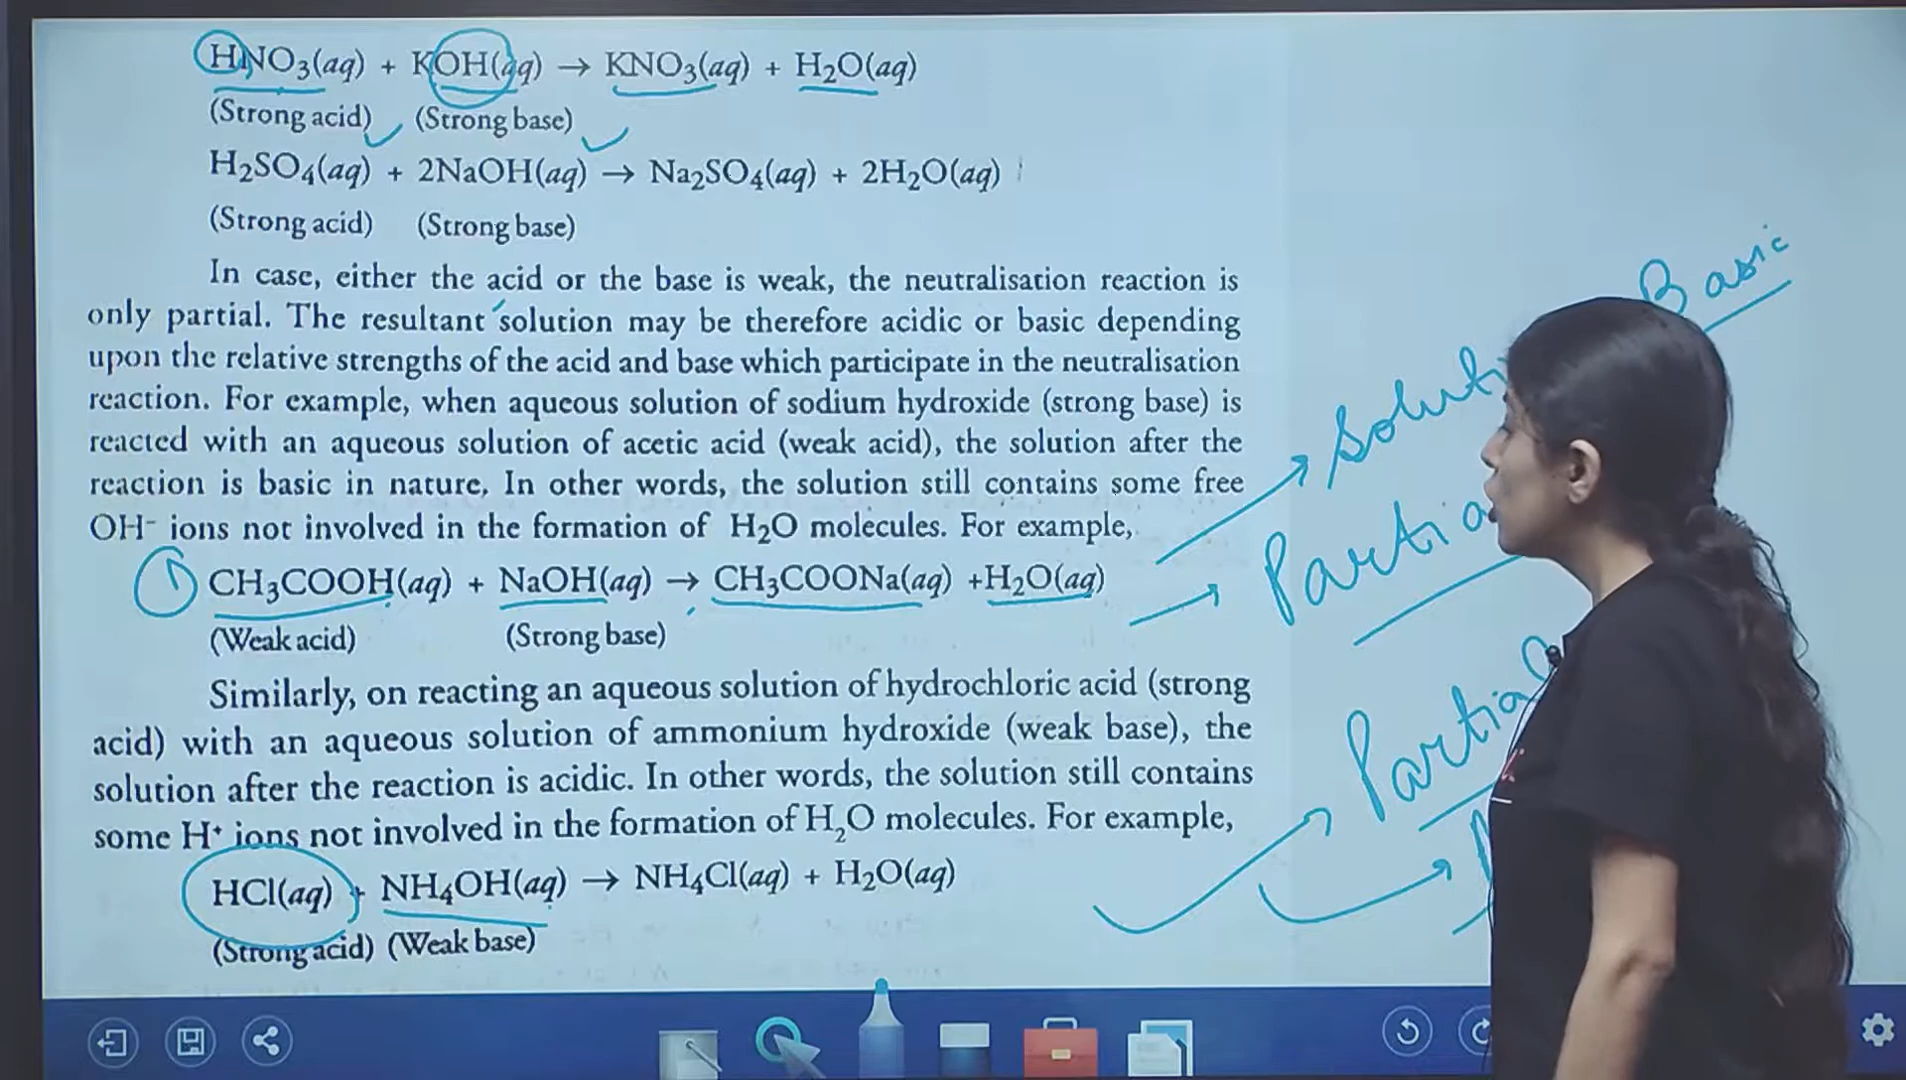 HNO₃(aq) + KOH(aq) → KNO₃(aq) + H₂O(aq)
(Strong acid) (Strong base)
H₂SO₄(aq) + 2NaOH(aq) → Na₂SO₄(aq) + 2H₂O(aq)
(Strong acid) (Strong base)
In case, either the acid or the base is weak, the neutralisation reaction is
only partial. The resultant solution may be therefore acidic or basic depending
upon the relative strengths of the acid and base which participate in the neutralisation
reaction. For example, when aqueous solution of sodium hydroxide (strong base) is
reacted with an aqueous solution of acetic acid (weak acid), the solution after the
reaction is basic in nature. In other words, the solution still contains some free
OH⁻ ions not involved in the formation of H₂O molecules. For example,
CH₃COOH(aq) + NaOH(aq) → CH₃COONa(aq) +H₂O(aq)
(Weak acid) (Strong base)
Similarly, on reacting an aqueous solution of hydrochloric acid (strong
acid) with an aqueous solution of ammonium hydroxide (weak base), the
solution after the reaction is acidic. In other words, the solution still contains
some H⁺ ions not involved in the formation of H₂O molecules. For example,
HCl(aq) + NH₄OH(aq) → NH₄Cl(aq) + H₂O(aq)
(Strong acid) (Weak base)
Basic
Partial